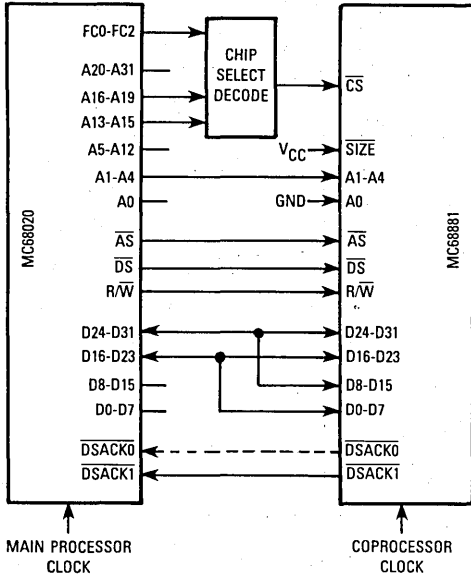 FC0-FC2
A20-A31
A16-A19
A13-A15
A5-A12
A1-A4
A0
AS
DS
R/W
D24-D31
D16-D23
D8-D15
D0-D7
DSACK0
DSACK1
MC68020
CHIP
SELECT
DECODE
VCC
GND
CS
SIZE
A1-A4
A0
AS
DS
R/W
D24-D31
D16-D23
D8-D15
D0-D7
DSACK0
DSACK1
MC68881
MAIN PROCESSOR
CLOCK
COPROCESSOR
CLOCK